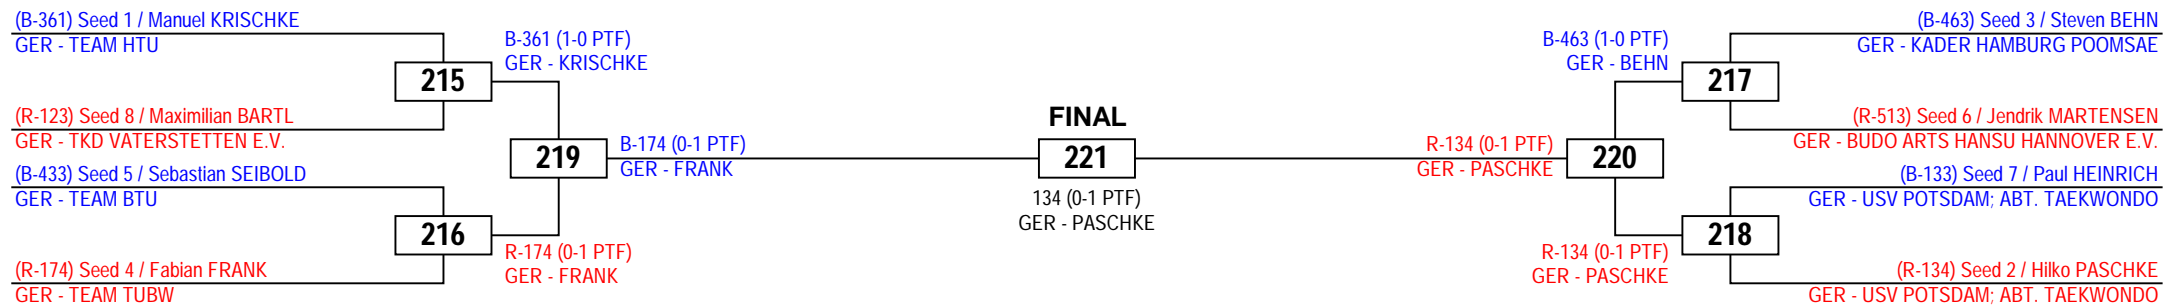 (B-361) Seed 1 / Manuel KRISCHKE
GER - TEAM HTU
B-361 (1-0 PTF)
GER - KRISCHKE
215
(R-123) Seed 8 / Maximilian BARTL
GER - TKD VATERSTETTEN E.V.
219
B-174 (0-1 PTF)
GER - FRANK
(B-433) Seed 5 / Sebastian SEIBOLD
GER - TEAM BTU
216
R-174 (0-1 PTF)
GER - FRANK
(R-174) Seed 4 / Fabian FRANK
GER - TEAM TUBW
FINAL
221
134 (0-1 PTF)
GER - PASCHKE
(B-463) Seed 3 / Steven BEHN
GER - KADER HAMBURG POOMSAE
B-463 (1-0 PTF)
GER - BEHN
217
(R-513) Seed 6 / Jendrik MARTENSEN
GER - BUDO ARTS HANSU HANNOVER E.V.
R-134 (0-1 PTF)
GER - PASCHKE
220
(B-133) Seed 7 / Paul HEINRICH
GER - USV POTSDAM; ABT. TAEKWONDO
218
R-134 (0-1 PTF)
GER - PASCHKE
(R-134) Seed 2 / Hilko PASCHKE
GER - USV POTSDAM; ABT. TAEKWONDO